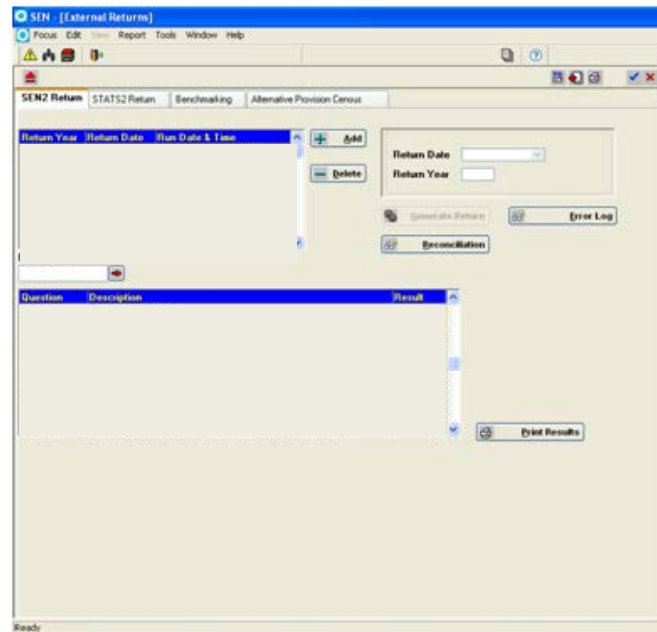 SEN - [External Returns]
Focus Edit View Report Tools Window Help
SEN2 Return STATS2 Return Benchmarking Alternative Provision Census
Return Year Return Date Run Date & Time
Add
Delete
Return Date
Return Year
Generate Return
Error Log
Reconciliation
Question Description Result
Print Results
Ready